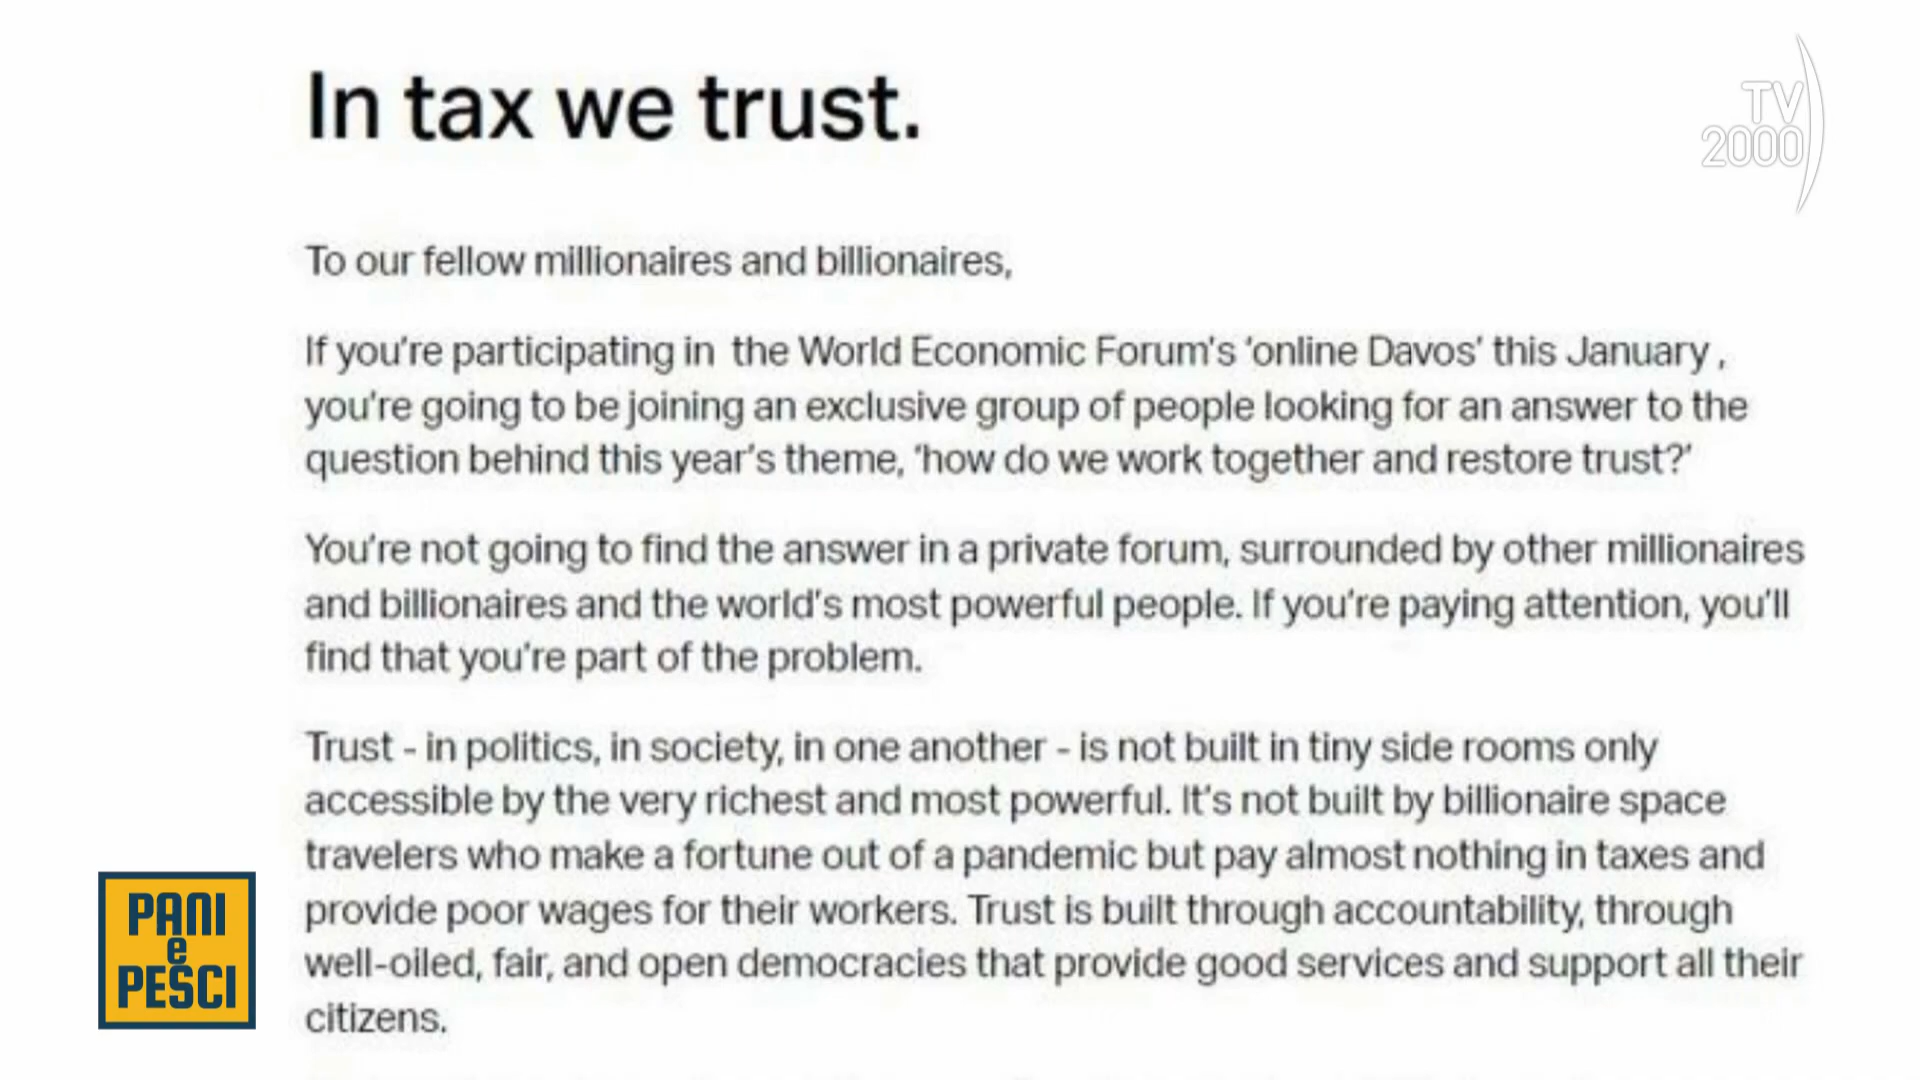 In tax we trust.
TV
2000
To our fellow millionaires and billionaires,
If you're participating in the World Economic Forum's 'online Davos' this January ,
you're going to be joining an exclusive group of people looking for an answer to the
question behind this year's theme, 'how do we work together and restore trust?'
You're not going to find the answer in a private forum, surrounded by other millionaires
and billionaires and the world's most powerful people. If you're paying attention, you'll
find that you're part of the problem.
Trust - in politics, in society, in one another - is not built in tiny side rooms only
accessible by the very richest and most powerful. It's not built by billionaire space
travelers who make a fortune out of a pandemic but pay almost nothing in taxes and
provide poor wages for their workers. Trust is built through accountability, through
well-oiled, fair, and open democracies that provide good services and support all their
citizens.
PANI
e
PESCI